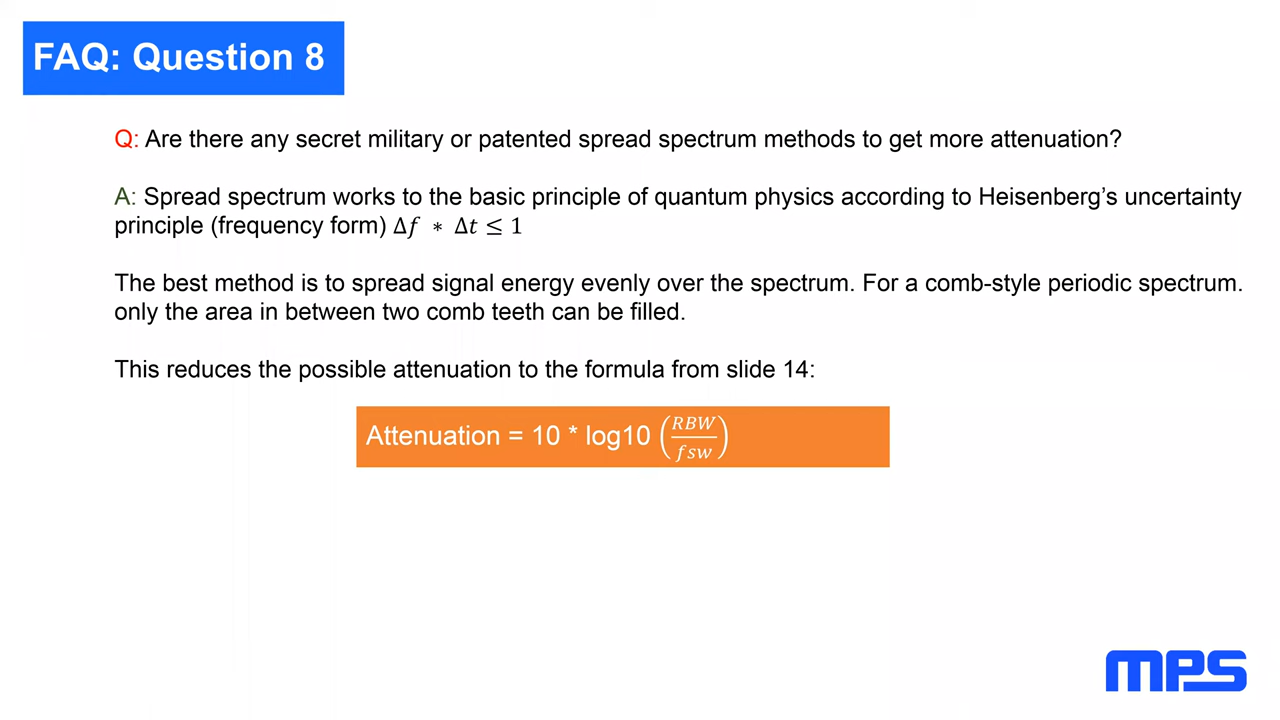 FAQ: Question 8
Q: Are there any secret military or patented spread spectrum methods to get more attenuation?
A: Spread spectrum works to the basic principle of quantum physics according to Heisenberg’s uncertainty
principle (frequency form) Δf * Δt ≤ 1
The best method is to spread signal energy evenly over the spectrum. For a comb-style periodic spectrum.
only the area in between two comb teeth can be filled.
This reduces the possible attenuation to the formula from slide 14:
Attenuation = 10 * log10 (RBW/fsw)
mps